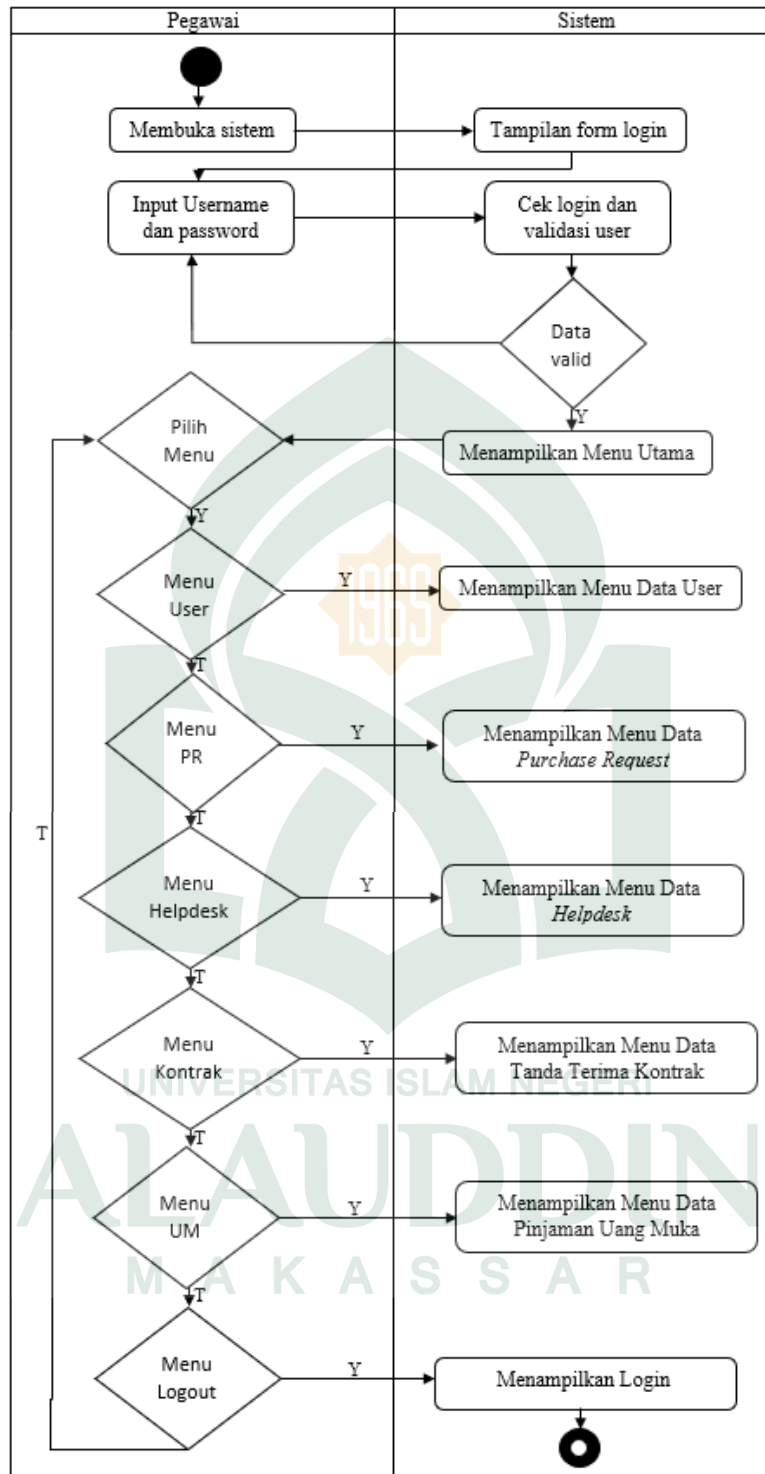 Pegawai
Sistem
Membuka sistem
Tampilan form login
Input Username
dan password
Cek login dan
validasi user
Data
valid
Y
Pilih
Menu
Menampilkan Menu Utama
Y
Menu
User
Y
Menampilkan Menu Data User
1965
T
Menu
PR
Y
Menampilkan Menu Data
Purchase Request
T
T
Menu
Helpdesk
Y
Menampilkan Menu Data
Helpdesk
T
Menu
Kontrak
Y
Menampilkan Menu Data
Tanda Terima Kontrak
UNIVERSITAS ISLAM NEGERI
T
ALAUDDIN
Menu
UM
Y
Menampilkan Menu Data
Pinjaman Uang Muka
MAKASSAR
T
Menu
Logout
Y
Menampilkan Login